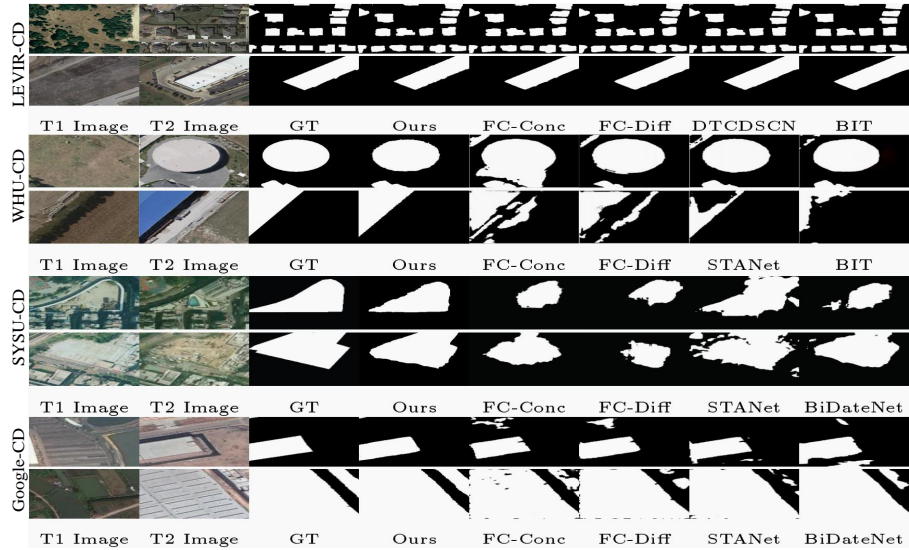 LEVIR-CD
T1 Image T2 Image GT Ours FC-Conc FC-Diff DTCDSCN BIT
WHU-CD
T1 Image T2 Image GT Ours FC-Conc FC-Diff STANet BIT
SYSU-CD
T1 Image T2 Image GT Ours FC-Conc FC-Diff STANet BiDateNet
Google-CD
T1 Image T2 Image GT Ours FC-Conc FC-Diff STANet BiDateNet